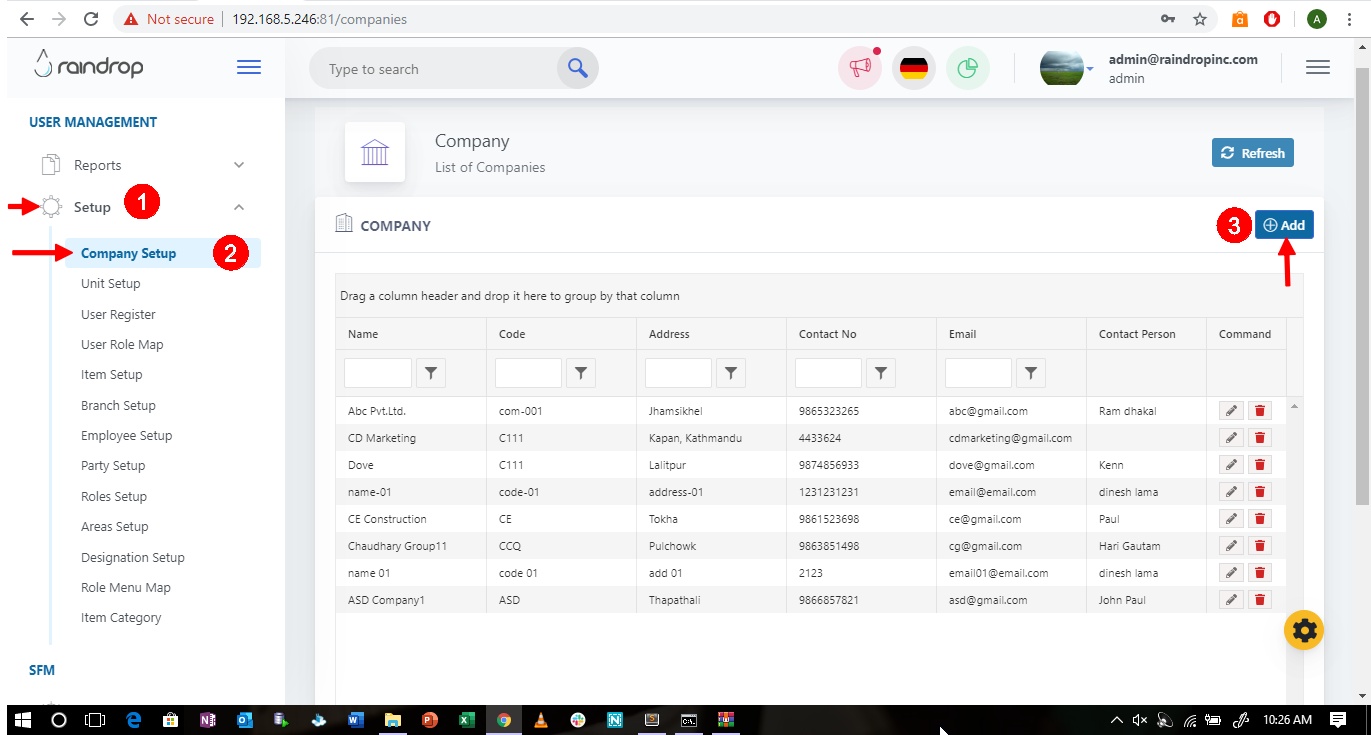 Not secure | 192.168.5.246:81/companies
A
raindrop
Type to search
admin@raindropinc.com
admin
USER MANAGEMENT
Reports
Setup 1
Company Setup 2
Unit Setup
User Register
User Role Map
Item Setup
Branch Setup
Employee Setup
Party Setup
Roles Setup
Areas Setup
Designation Setup
Role Menu Map
Item Category
SFM
Company
List of Companies
Refresh
COMPANY
3 Add
Drag a column header and drop it here to group by that column
Name Code Address Contact No Email Contact Person Command
Abc Pvt.Ltd. com-001 Jhamsikhel 9865323265 abc@gmail.com Ram dhakal
CD Marketing C111 Kapan, Kathmandu 4433624 cdmarketing@gmail.com
Dove C111 Lalitpur 9874856933 dove@gmail.com Kenn
name-01 code-01 address-01 1231231231 email@email.com dinesh lama
CE Construction CE Tokha 9861523698 ce@gmail.com Paul
Chaudhary Group11 CCQ Pulchowk 9863851498 cg@gmail.com Hari Gautam
name 01 code 01 add 01 2123 email01@email.com dinesh lama
ASD Company1 ASD Thapathali 9866857821 asd@gmail.com John Paul
10:26 AM